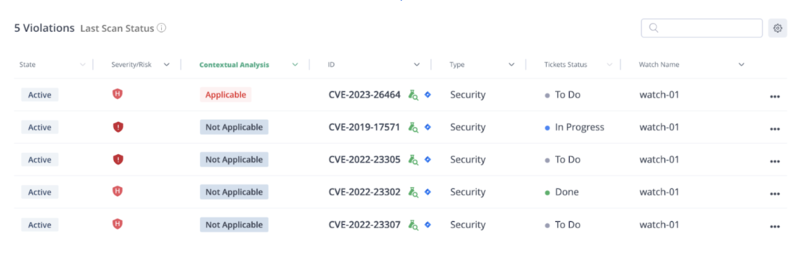 5 Violations Last Scan Status
State Severity/Risk Contextual Analysis ID Type Tickets Status Watch Name
Active H Applicable CVE-2023-26464 Security To Do watch-01 ...
Active ! Not Applicable CVE-2019-17571 Security In Progress watch-01 ...
Active ! Not Applicable CVE-2022-23305 Security To Do watch-01 ...
Active H Not Applicable CVE-2022-23302 Security Done watch-01 ...
Active H Not Applicable CVE-2022-23307 Security To Do watch-01 ...